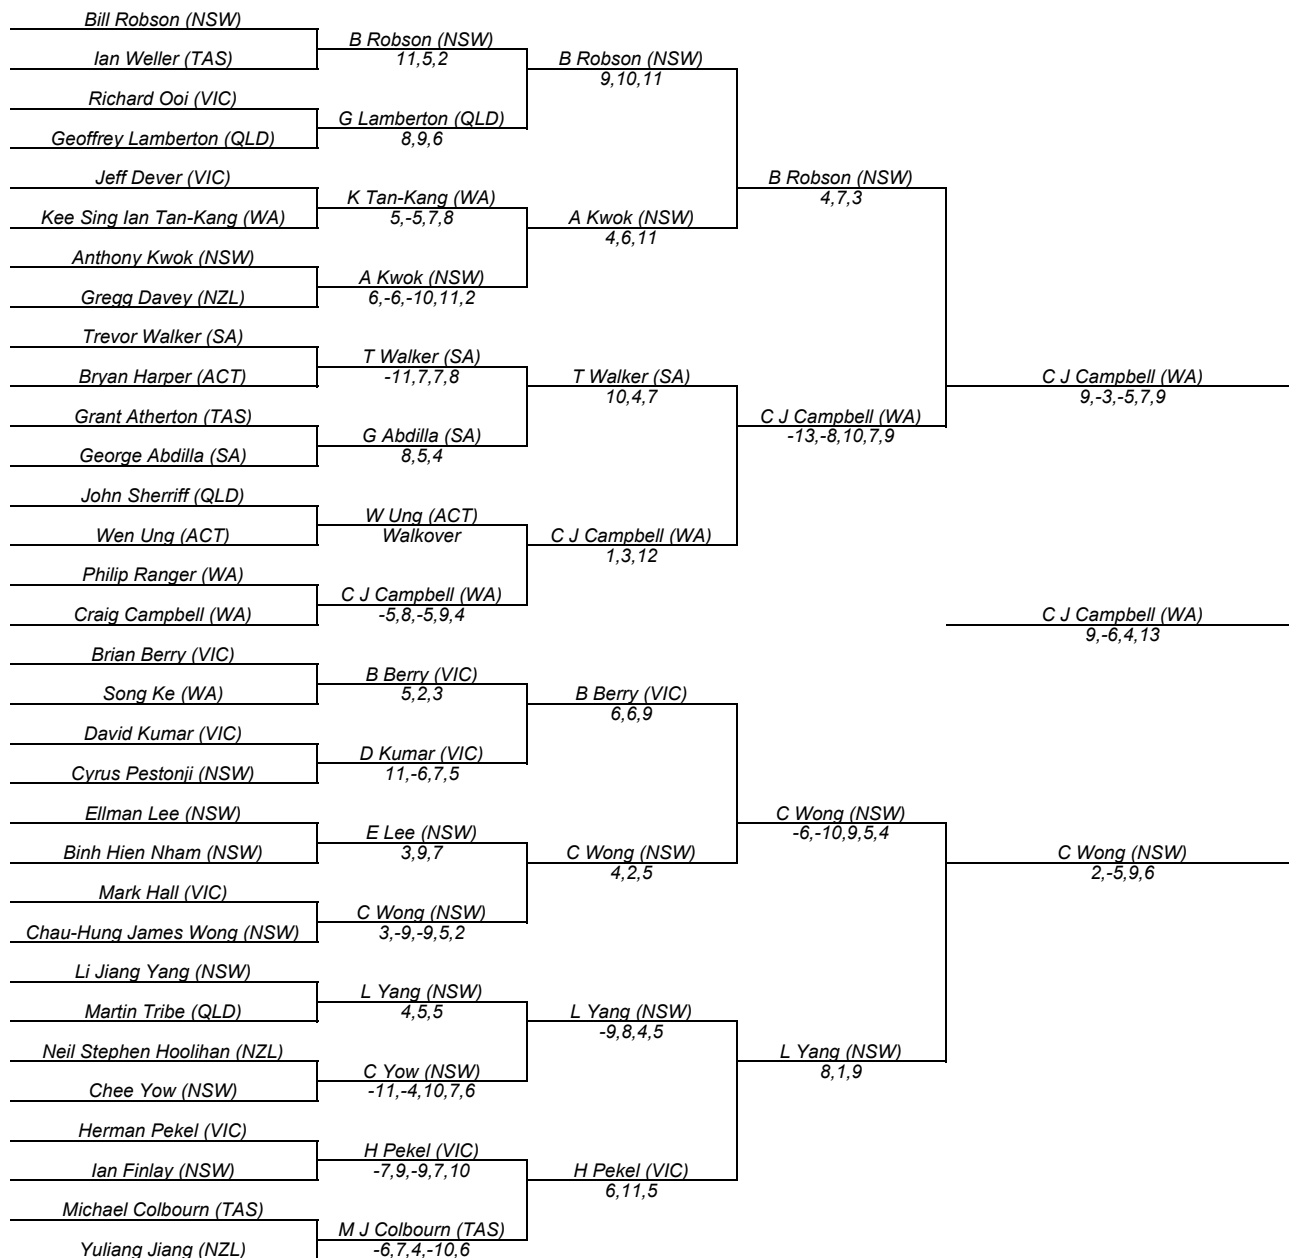 Bill Robson (NSW)
B Robson (NSW)
Ian Weller (TAS)
11,5,2
B Robson (NSW)
9,10,11
Richard Ooi (VIC)
G Lamberton (QLD)
Geoffrey Lamberton (QLD)
8,9,6
Jeff Dever (VIC)
B Robson (NSW)
4,7,3
K Tan-Kang (WA)
Kee Sing Ian Tan-Kang (WA)
5,-5,7,8
A Kwok (NSW)
4,6,11
Anthony Kwok (NSW)
A Kwok (NSW)
Gregg Davey (NZL)
6,-6,-10,11,2
Trevor Walker (SA)
T Walker (SA)
Bryan Harper (ACT)
-11,7,7,8
T Walker (SA)
10,4,7
C J Campbell (WA)
9,-3,-5,7,9
Grant Atherton (TAS)
C J Campbell (WA)
-13,-8,10,7,9
G Abdilla (SA)
George Abdilla (SA)
8,5,4
John Sherriff (QLD)
W Ung (ACT)
Wen Ung (ACT)
Walkover
C J Campbell (WA)
1,3,12
Philip Ranger (WA)
C J Campbell (WA)
Craig Campbell (WA)
-5,8,-5,9,4
C J Campbell (WA)
9,-6,4,13
Brian Berry (VIC)
B Berry (VIC)
Song Ke (WA)
5,2,3
B Berry (VIC)
6,6,9
David Kumar (VIC)
D Kumar (VIC)
Cyrus Pestonji (NSW)
11,-6,7,5
Ellman Lee (NSW)
C Wong (NSW)
-6,-10,9,5,4
E Lee (NSW)
Binh Hien Nham (NSW)
3,9,7
C Wong (NSW)
4,2,5
C Wong (NSW)
2,-5,9,6
Mark Hall (VIC)
C Wong (NSW)
Chau-Hung James Wong (NSW)
3,-9,-9,5,2
Li Jiang Yang (NSW)
L Yang (NSW)
Martin Tribe (QLD)
4,5,5
L Yang (NSW)
-9,8,4,5
Neil Stephen Hoolihan (NZL)
L Yang (NSW)
8,1,9
C Yow (NSW)
Chee Yow (NSW)
-11,-4,10,7,6
Herman Pekel (VIC)
H Pekel (VIC)
Ian Finlay (NSW)
-7,9,-9,7,10
H Pekel (VIC)
6,11,5
Michael Colbourn (TAS)
M J Colbourn (TAS)
Yuliang Jiang (NZL)
-6,7,4,-10,6